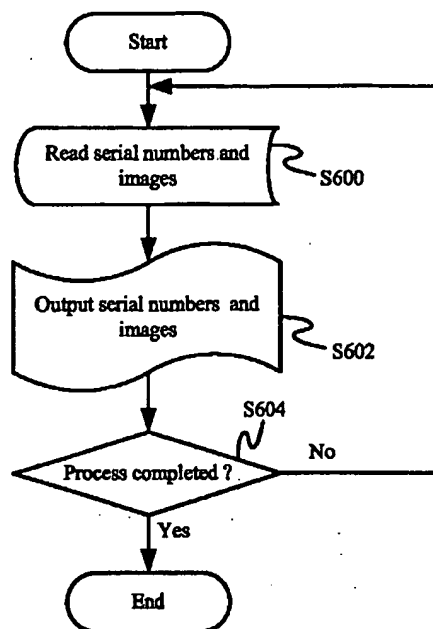 Start
Read serial numbers and
images
S600
Output serial numbers and
images
S602
S604
Process completed ?
No
Yes
End